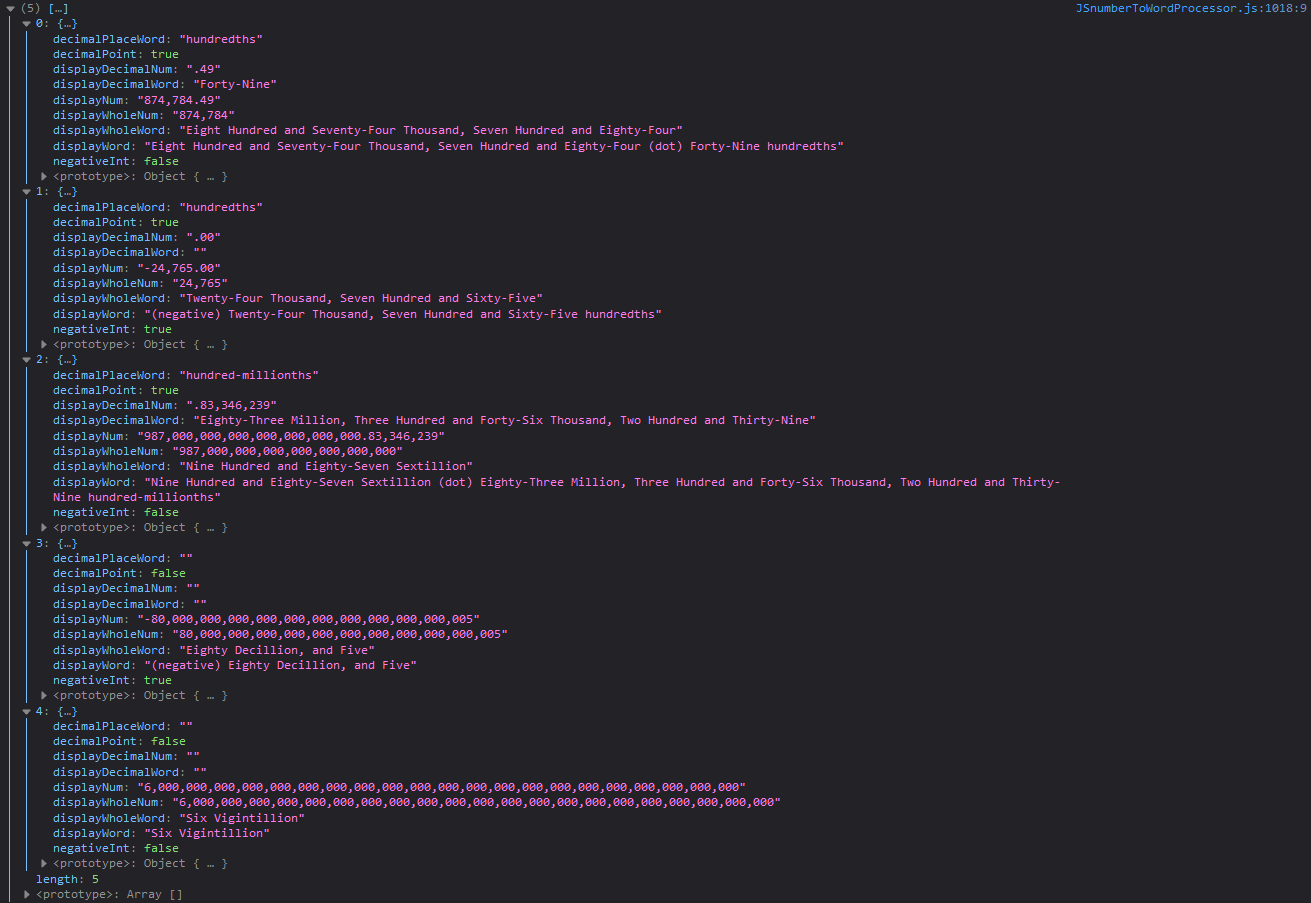 (5) […]
JSnumberToWordProcessor.js:1018:9
0: {…}
decimalPlaceWord: "hundredths"
decimalPoint: true
displayDecimalNum: ".49"
displayDecimalWord: "Forty-Nine"
displayNum: "874,784.49"
displayWholeNum: "874,784"
displayWholeWord: "Eight Hundred and Seventy-Four Thousand, Seven Hundred and Eighty-Four"
displayWord: "Eight Hundred and Seventy-Four Thousand, Seven Hundred and Eighty-Four (dot) Forty-Nine hundredths"
negativeInt: false
<prototype>: Object { … }
1: {…}
decimalPlaceWord: "hundredths"
decimalPoint: true
displayDecimalNum: ".00"
displayDecimalWord: ""
displayNum: "-24,765.00"
displayWholeNum: "24,765"
displayWholeWord: "Twenty-Four Thousand, Seven Hundred and Sixty-Five"
displayWord: "(negative) Twenty-Four Thousand, Seven Hundred and Sixty-Five hundredths"
negativeInt: true
<prototype>: Object { … }
2: {…}
decimalPlaceWord: "hundred-millionths"
decimalPoint: true
displayDecimalNum: ".83,346,239"
displayDecimalWord: "Eighty-Three Million, Three Hundred and Forty-Six Thousand, Two Hundred and Thirty-Nine"
displayNum: "987,000,000,000,000,000,000,000.83,346,239"
displayWholeNum: "987,000,000,000,000,000,000,000"
displayWholeWord: "Nine Hundred and Eighty-Seven Sextillion"
displayWord: "Nine Hundred and Eighty-Seven Sextillion (dot) Eighty-Three Million, Three Hundred and Forty-Six Thousand, Two Hundred and Thirty-
Nine hundred-millionths"
negativeInt: false
<prototype>: Object { … }
3: {…}
decimalPlaceWord: ""
decimalPoint: false
displayDecimalNum: ""
displayDecimalWord: ""
displayNum: "-80,000,000,000,000,000,000,000,000,000,000,005"
displayWholeNum: "80,000,000,000,000,000,000,000,000,000,000,005"
displayWholeWord: "Eighty Decillion, and Five"
displayWord: "(negative) Eighty Decillion, and Five"
negativeInt: true
<prototype>: Object { … }
4: {…}
decimalPlaceWord: ""
decimalPoint: false
displayDecimalNum: ""
displayDecimalWord: ""
displayNum: "6,000,000,000,000,000,000,000,000,000,000,000,000,000,000,000,000,000,000,000,000,000"
displayWholeNum: "6,000,000,000,000,000,000,000,000,000,000,000,000,000,000,000,000,000,000,000,000,000"
displayWholeWord: "Six Vigintillion"
displayWord: "Six Vigintillion"
negativeInt: false
<prototype>: Object { … }
length: 5
<prototype>: Array []